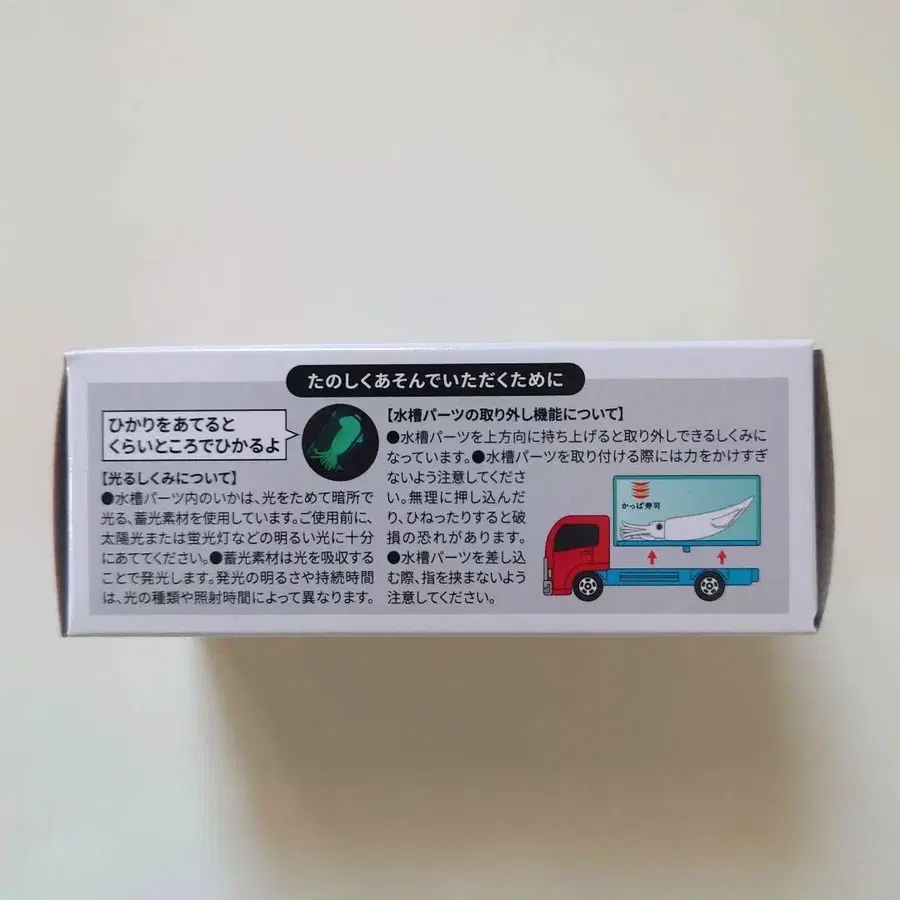 たのしくあそんでいただくために
ひかりをあてると
くらいところでひかるよ
【光るしくみについて】
●水槽パーツ内のいかは、光をためて暗所で
光る、蓄光素材を使用しています。ご使用前に、
太陽光または蛍光灯などの明るい光に十分
にあててください。●蓄光素材は光を吸収する
ことで発光します。発光の明るさや持続時間
は、光の種類や照射時間によって異なります。
【水槽パーツの取り外し機能について】
●水槽パーツを上方向に持ち上げると取り外しできるしくみに
なっています。●水槽パーツを取り付ける際には力をかけすぎ
ないよう注意してくださ
い。無理に押し込んだ
り、ひねったりすると破
損の恐れがあります。
●水槽パーツを差し込
む際、指を挟まないよう
注意してください。
かっぱ寿司